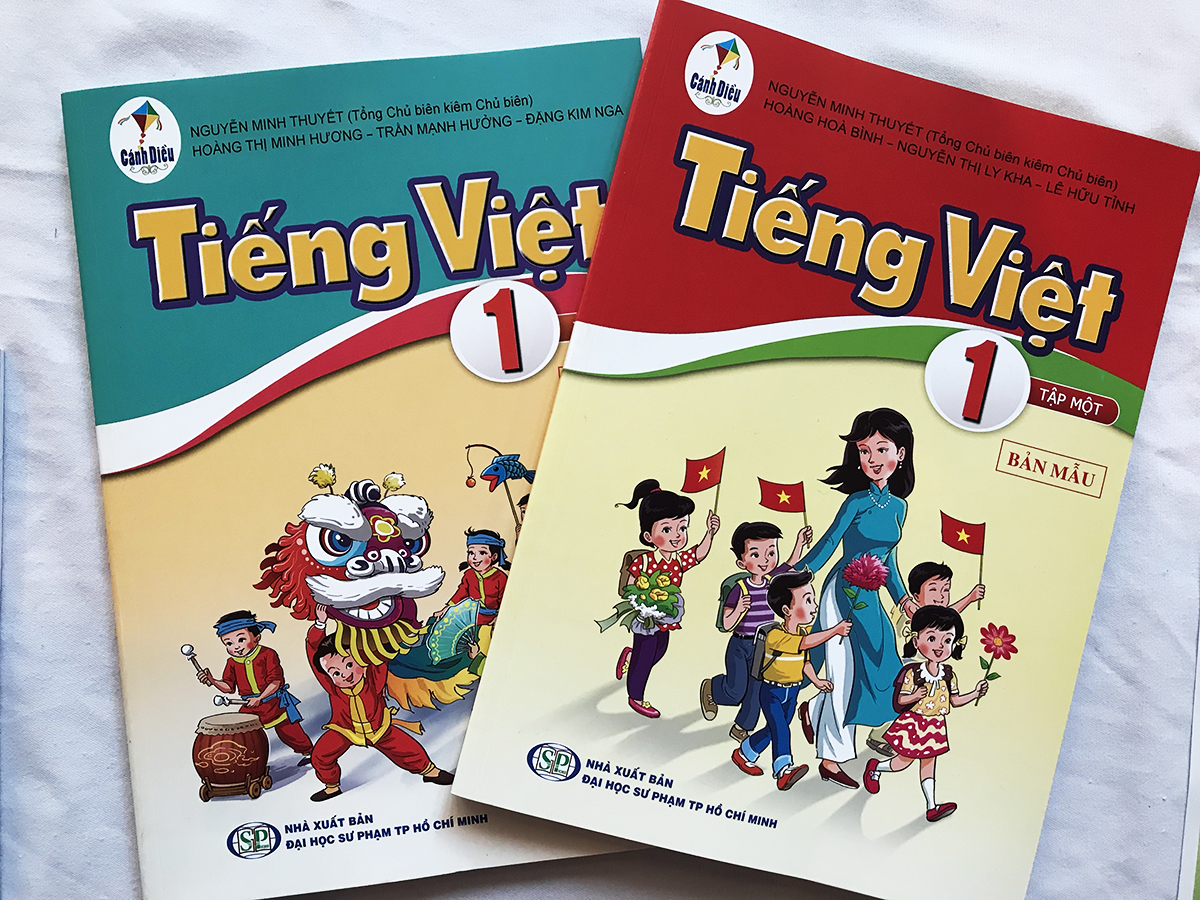 Cánh Diều
NGUYỄN MINH THUYẾT (Tổng Chủ biên kiêm Chủ biên)
HOÀNG THỊ MINH HƯƠNG – TRẦN MẠNH HƯỞNG – ĐẶNG KIM NGA
Tiếng Việt
1
SP
NHÀ XUẤT BẢN
ĐẠI HỌC SƯ PHẠM TP HỒ CHÍ MINH
Cánh Diều
NGUYỄN MINH THUYẾT (Tổng Chủ biên kiêm Chủ biên)
HOÀNG HOÀ BÌNH – NGUYỄN THỊ LY KHA – LÊ HỮU TỈNH
Tiếng Việt
1
TẬP MỘT
BẢN MẪU
SP
NHÀ XUẤT BẢN
ĐẠI HỌC SƯ PHẠM TP HỒ CHÍ MINH